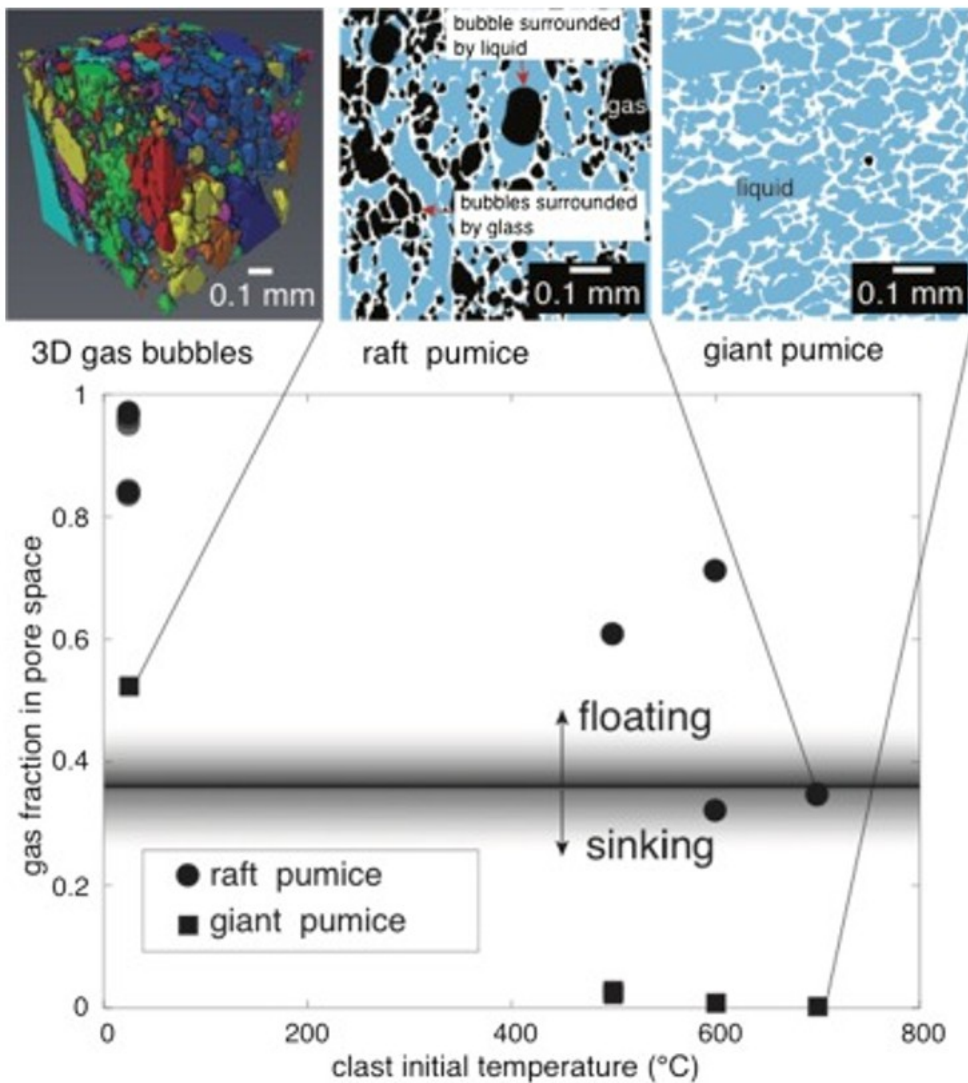 bubble surrounded
by liquid
gas
bubbles surrounded
by glass
liquid
0.1 mm
0.1 mm
0.1 mm
3D gas bubbles
raft pumice
giant pumice
1
0.8
0.6
0.4
0.2
0
gas fraction in pore space
floating
sinking
raft pumice
giant pumice
0
200
400
600
800
clast initial temperature (°C)